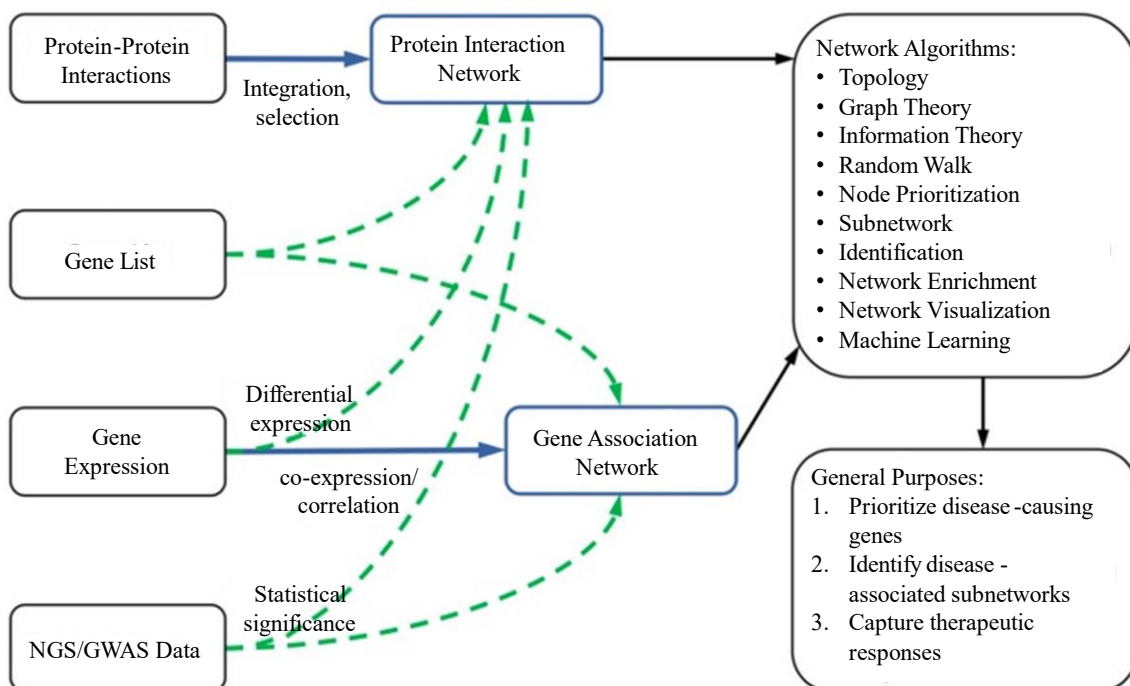 Protein-Protein
Interactions
Integration,
selection
Protein Interaction
Network
Gene List
Gene
Expression
Differential
expression
co-expression/
correlation
Gene Association
Network
NGS/GWAS Data
Statistical
significance
Network Algorithms:
• Topology
• Graph Theory
• Information Theory
• Random Walk
• Node Prioritization
• Subnetwork
• Identification
• Network Enrichment
• Network Visualization
• Machine Learning
General Purposes:
1. Prioritize disease -causing
genes
2. Identify disease -
associated subnetworks
3. Capture therapeutic
responses